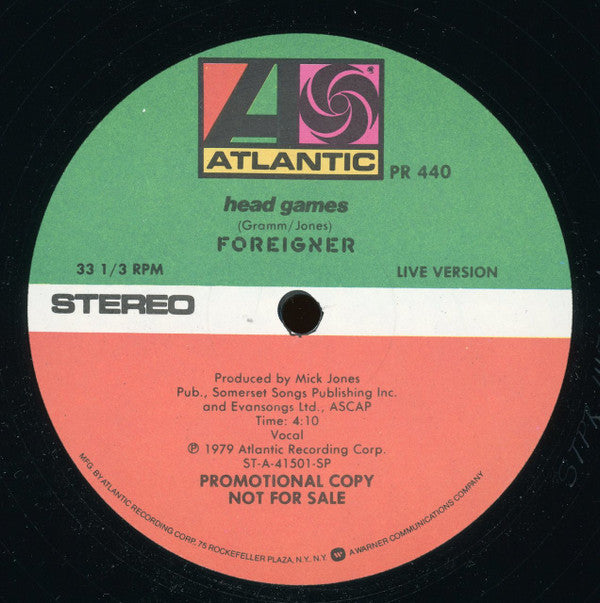 ATLANTIC
PR 440
head games
(Gramm/Jones)
FOREIGNER
33 1/3 RPM
LIVE VERSION
STEREO
Produced by Mick Jones
Pub., Somerset Songs Publishing Inc.
and Evansongs Ltd., ASCAP
Time: 4:10
Vocal
℗ 1979 Atlantic Recording Corp.
ST-A-41501-SP
PROMOTIONAL COPY
NOT FOR SALE
MFG. BY ATLANTIC RECORDING CORP., 75 ROCKEFELLER PLAZA, N.Y., N.Y. W A WARNER COMMUNICATIONS COMPANY